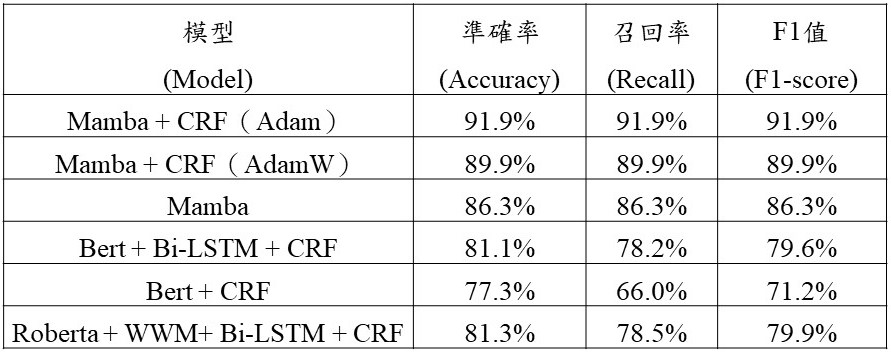 模型 準確率 召回率 F1值
(Model) (Accuracy) (Recall) (F1-score)
Mamba + CRF（Adam） 91.9% 91.9% 91.9%
Mamba + CRF（AdamW） 89.9% 89.9% 89.9%
Mamba 86.3% 86.3% 86.3%
Bert + Bi-LSTM + CRF 81.1% 78.2% 79.6%
Bert + CRF 77.3% 66.0% 71.2%
Roberta + WWM+ Bi-LSTM + CRF 81.3% 78.5% 79.9%